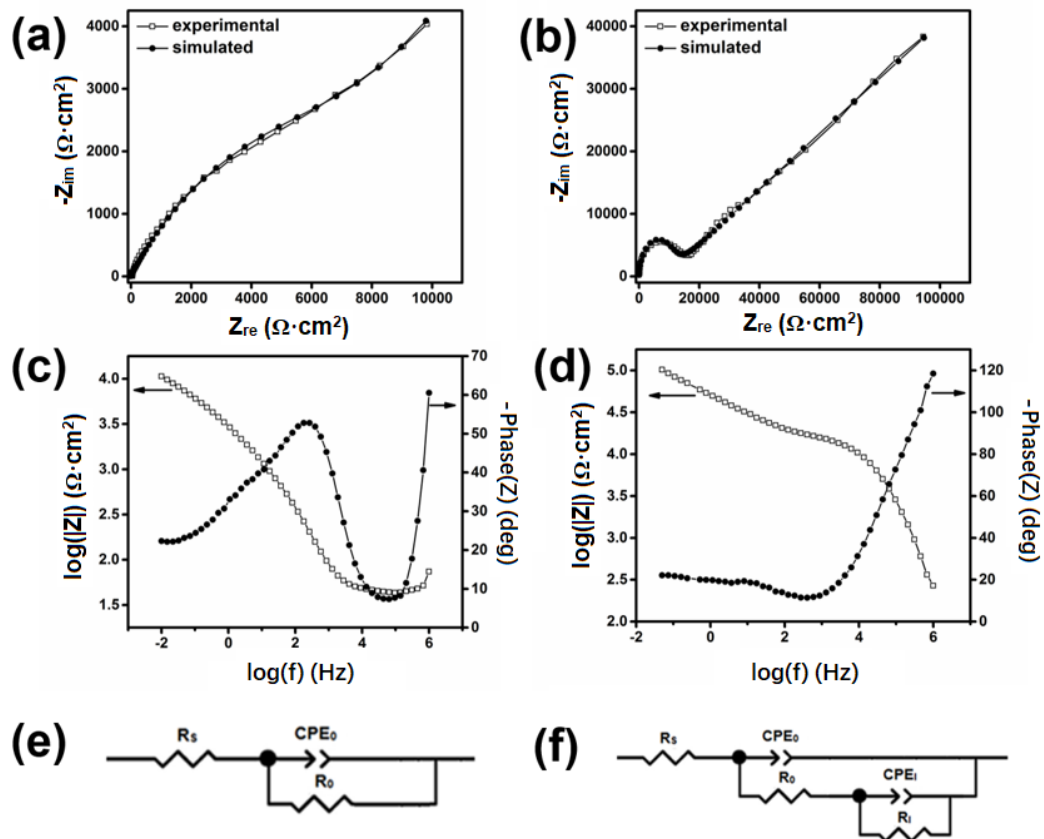 (a)
experimental
simulated
4000
3000
2000
1000
0
-Zim (Ω·cm²)
0 2000 4000 6000 8000 10000
Zre (Ω·cm²)
(b)
experimental
simulated
40000
30000
20000
10000
0
-Zim (Ω·cm²)
0 20000 40000 60000 80000 100000
Zre (Ω·cm²)
(c)
4.0
3.5
3.0
2.5
2.0
1.5
log(|Z|) (Ω·cm²)
70
60
50
40
30
20
10
0
-Phase(Z) (deg)
-2 0 2 4 6
log(f) (Hz)
(d)
5.0
4.5
4.0
3.5
3.0
2.5
2.0
log(|Z|) (Ω·cm²)
120
100
80
60
40
20
0
-Phase(Z) (deg)
0 2 4 6
log(f) (Hz)
(e)
RS
CPE0
R0
(f)
RS
CPE0
R0
CPEI
RI